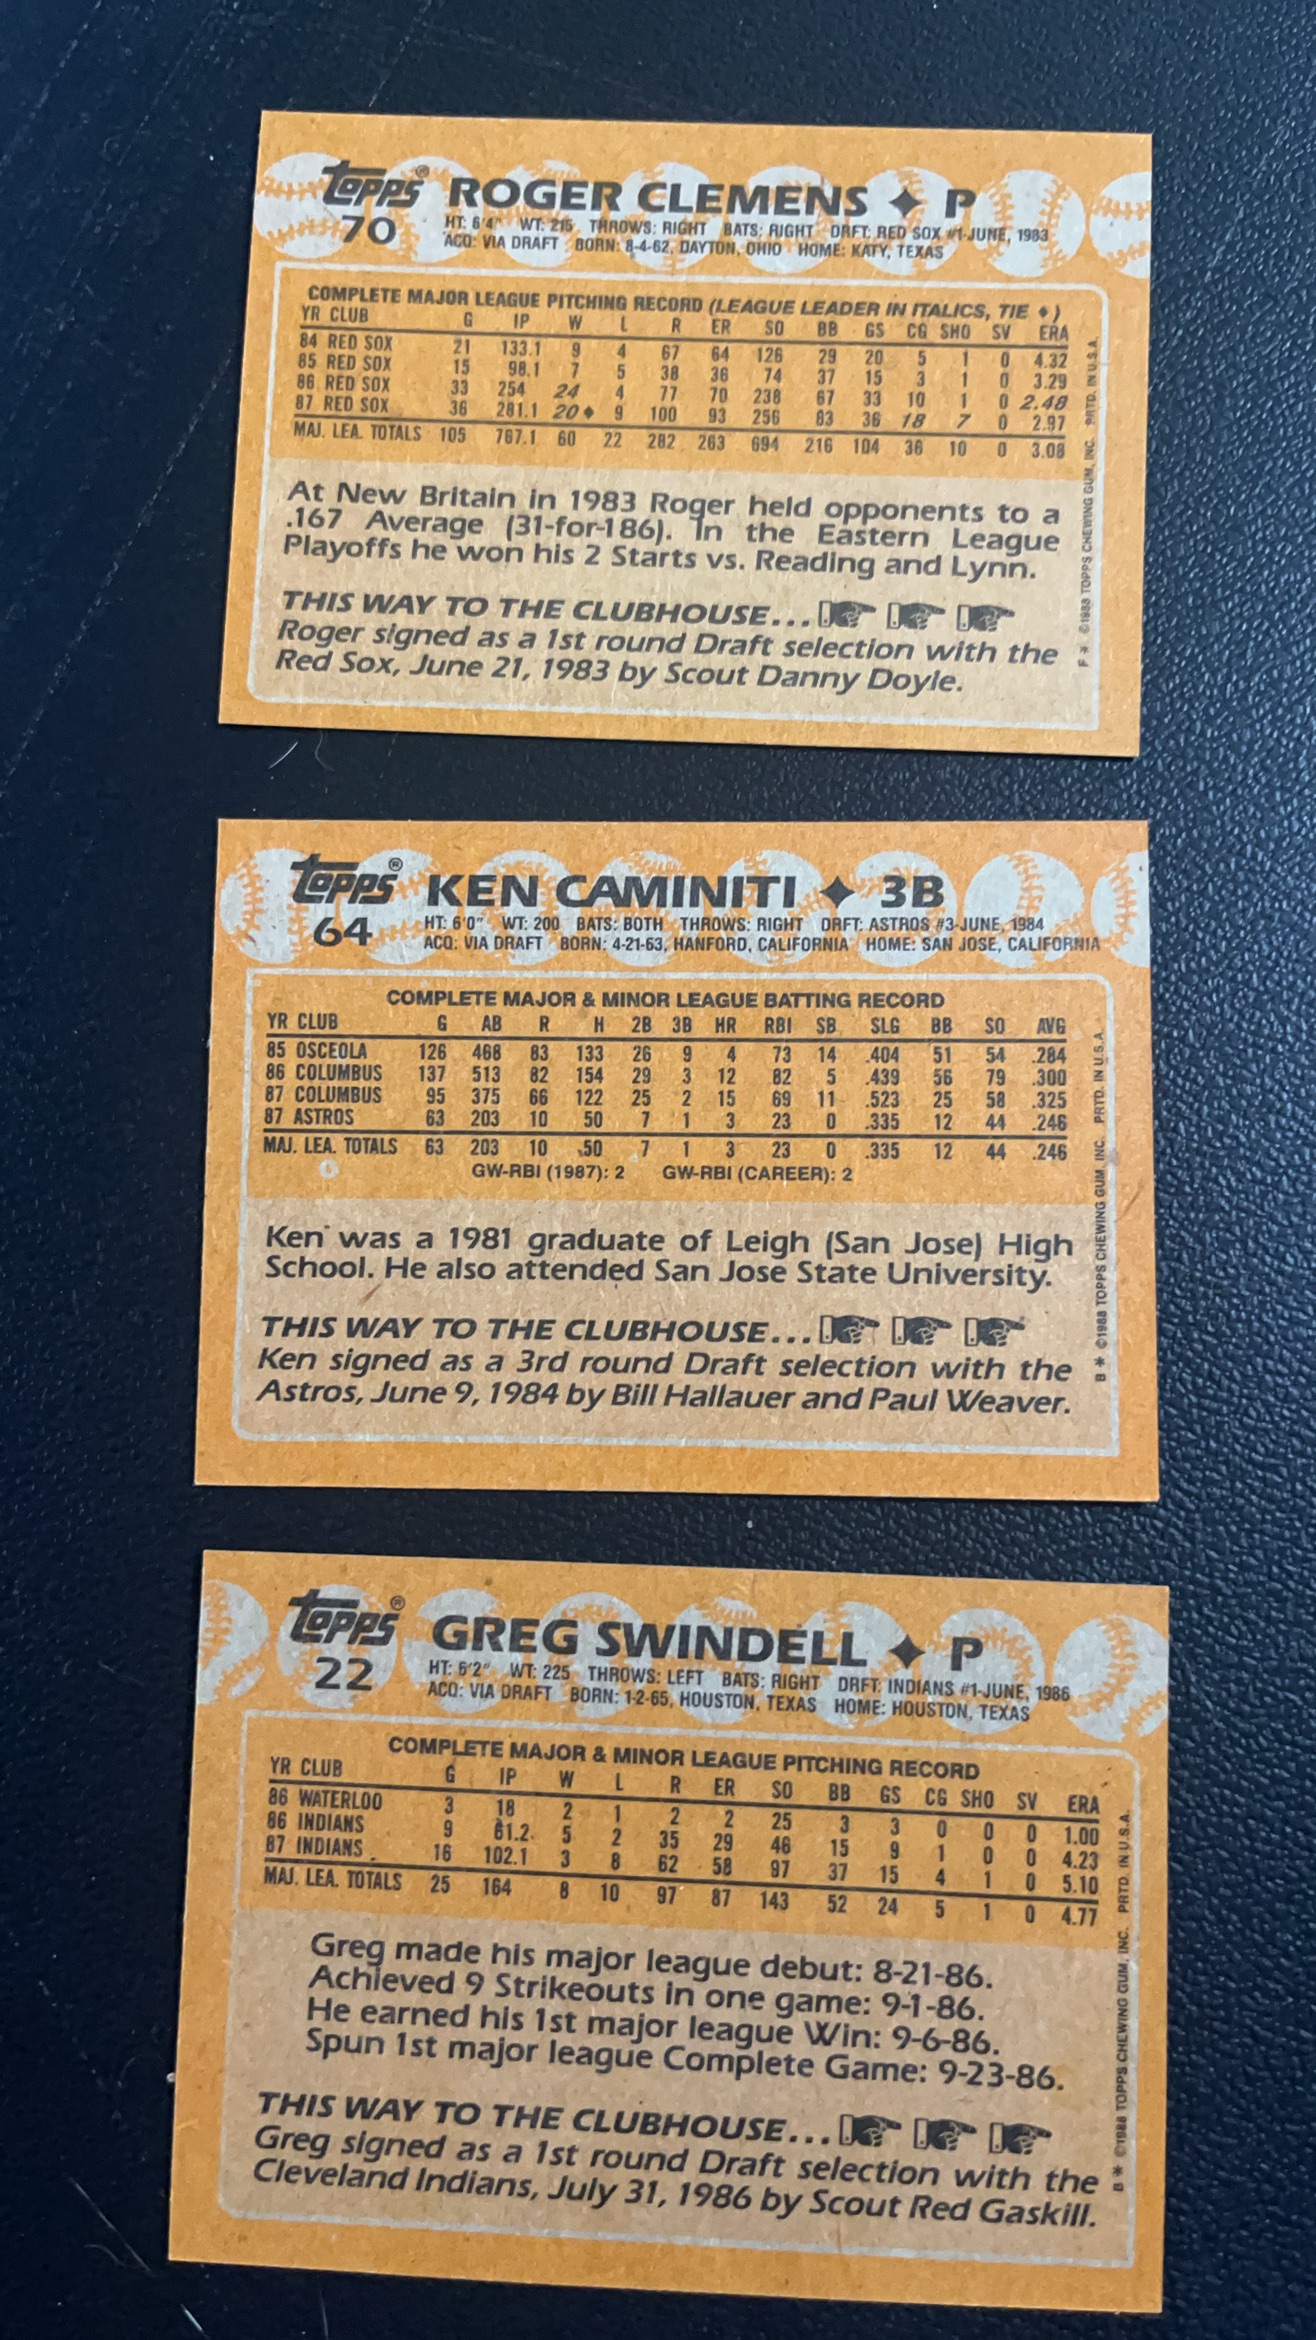 topps® ROGER CLEMENS ✦ P
70
HT: 6'4" WT: 215 THROWS: RIGHT BATS: RIGHT DRFT: RED SOX #1-JUNE, 1983
ACQ: VIA DRAFT BORN: 8-4-62, DAYTON, OHIO HOME: KATY, TEXAS
COMPLETE MAJOR LEAGUE PITCHING RECORD (LEAGUE LEADER IN ITALICS, TIE ♦)
YR CLUB G IP W L R ER SO BB GS CG SHO SV ERA
84 RED SOX 21 133.1 9 4 67 64 126 29 20 5 1 0 4.32
85 RED SOX 15 98.1 7 5 38 36 74 37 15 3 1 0 3.29
86 RED SOX 33 254 24 4 77 70 238 67 33 10 1 0 2.48
87 RED SOX 36 281.1 20♦ 9 100 93 256 83 36 18 7 0 2.97
MAJ. LEA. TOTALS 105 767.1 60 22 282 263 694 216 104 36 10 0 3.08
At New Britain in 1983 Roger held opponents to a
.167 Average (31-for-186). In the Eastern League
Playoffs he won his 2 Starts vs. Reading and Lynn.
THIS WAY TO THE CLUBHOUSE...
Roger signed as a 1st round Draft selection with the
Red Sox, June 21, 1983 by Scout Danny Doyle.
F * ©1988 TOPPS CHEWING GUM, INC. PRTD. IN U.S.A.
topps® KEN CAMINITI ✦ 3B
64
HT: 6'0" WT: 200 BATS: BOTH THROWS: RIGHT DRFT: ASTROS #3-JUNE, 1984
ACQ: VIA DRAFT BORN: 4-21-63, HANFORD, CALIFORNIA HOME: SAN JOSE, CALIFORNIA
COMPLETE MAJOR & MINOR LEAGUE BATTING RECORD
YR CLUB G AB R H 2B 3B HR RBI SB SLG BB SO AVG
85 OSCEOLA 126 468 83 133 26 9 4 73 14 .404 51 54 .284
86 COLUMBUS 137 513 82 154 29 3 12 82 5 .439 56 79 .300
87 COLUMBUS 95 375 66 122 25 2 15 69 11 .523 25 58 .325
87 ASTROS 63 203 10 50 7 1 3 23 0 .335 12 44 .246
MAJ. LEA. TOTALS 63 203 10 50 7 1 3 23 0 .335 12 44 .246
GW-RBI (1987): 2 GW-RBI (CAREER): 2
Ken was a 1981 graduate of Leigh (San Jose) High
School. He also attended San Jose State University.
THIS WAY TO THE CLUBHOUSE...
Ken signed as a 3rd round Draft selection with the
Astros, June 9, 1984 by Bill Hallauer and Paul Weaver.
B * ©1988 TOPPS CHEWING GUM, INC. PRTD. IN U.S.A.
topps® GREG SWINDELL ✦ P
22
HT: 6'2" WT: 225 THROWS: LEFT BATS: RIGHT DRFT: INDIANS #1-JUNE, 1986
ACQ: VIA DRAFT BORN: 1-2-65, HOUSTON, TEXAS HOME: HOUSTON, TEXAS
COMPLETE MAJOR & MINOR LEAGUE PITCHING RECORD
YR CLUB G IP W L R ER SO BB GS CG SHO SV ERA
86 WATERLOO 3 18 2 1 2 2 25 3 3 0 0 0 1.00
86 INDIANS 9 61.2 5 2 35 29 46 15 9 1 0 0 4.23
87 INDIANS 16 102.1 3 8 62 58 97 37 15 4 1 0 5.10
MAJ. LEA. TOTALS 25 164 8 10 97 87 143 52 24 5 1 0 4.77
Greg made his major league debut: 8-21-86.
Achieved 9 Strikeouts in one game: 9-1-86.
He earned his 1st major league Win: 9-6-86.
Spun 1st major league Complete Game: 9-23-86.
THIS WAY TO THE CLUBHOUSE...
Greg signed as a 1st round Draft selection with the
Cleveland Indians, July 31, 1986 by Scout Red Gaskill.
B * ©1988 TOPPS CHEWING GUM, INC. PRTD. IN U.S.A.